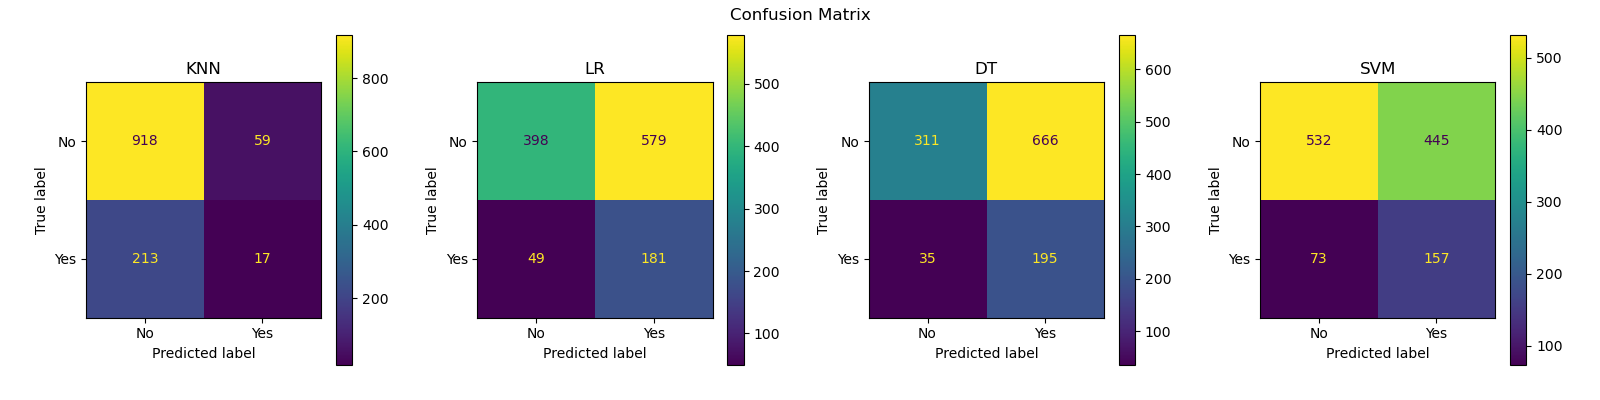 Confusion Matrix
KNN
918 59
213 17
No
Yes
True label
No Yes
Predicted label
800
600
400
200
LR
398 579
49 181
No
Yes
True label
No Yes
Predicted label
500
400
300
200
100
DT
311 666
35 195
No
Yes
True label
No Yes
Predicted label
600
500
400
300
200
100
SVM
532 445
73 157
No
Yes
True label
No Yes
Predicted label
500
400
300
200
100